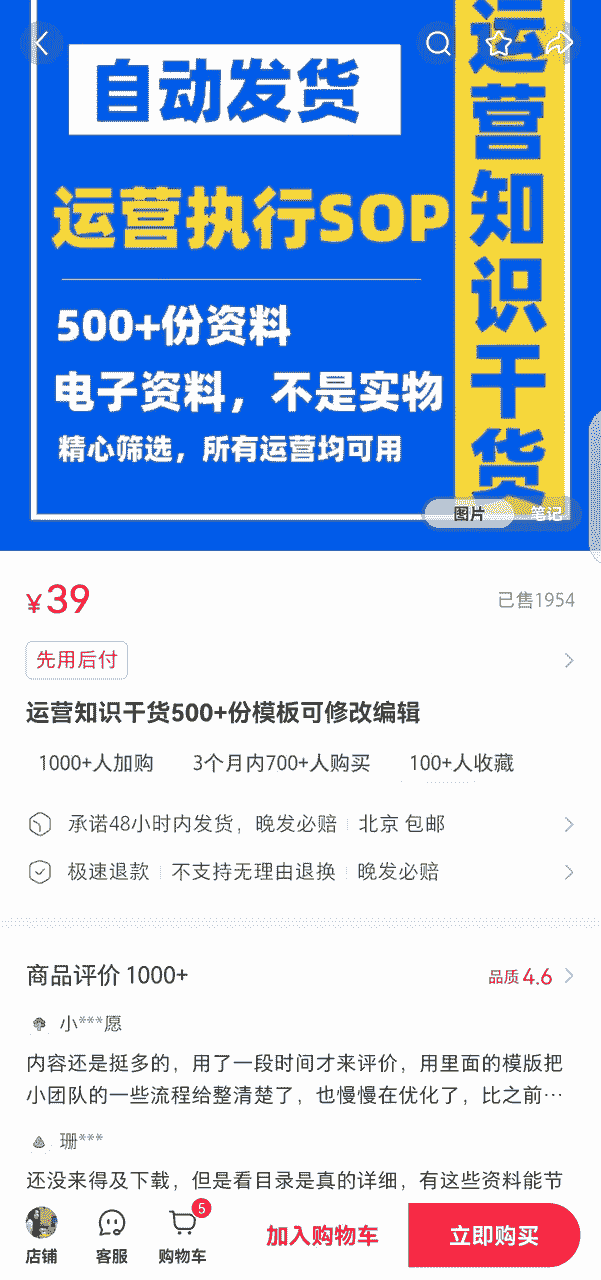 自动发货
运营执行SOP
500+份资料
电子资料，不是实物
精心筛选，所有运营均可用
运营知识干货
图片
笔记
¥39
已售1954
先用后付
运营知识干货500+份模板可修改编辑
1000+人加购
3个月内700+人购买
100+人收藏
承诺48小时内发货，晚发必赔
北京 包邮
极速退款
不支持无理由退换
晚发必赔
商品评价 1000+
品质4.6
小***愿
内容还是挺多的，用了一段时间才来评价，用里面的模版把
小团队的一些流程给整清楚了，也慢慢在优化了，比之前…
珊***
还没来得及下载，但是看目录是真的详细，有这些资料能节
店铺
客服
购物车
5
加入购物车
立即购买